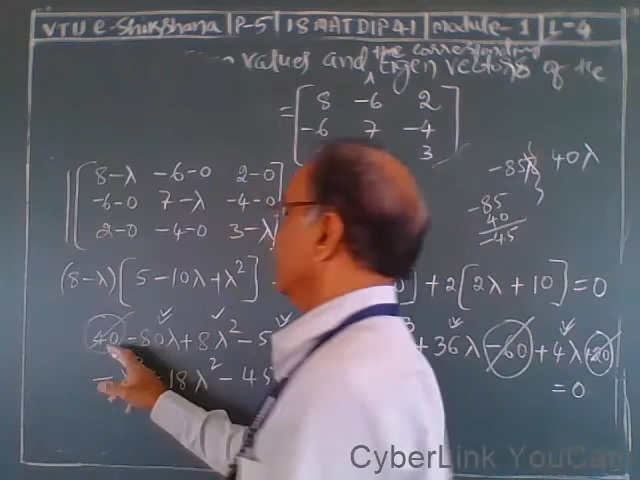 VTU e-Shikshana | P-5 | 18MATDIP41 | Module-1 | L-4
the corresponding
values and Eigen vectors of the
= [ 8 -6 2
-6 7 -4
3 ]
-85λ 40λ
-85
40
-45
| [ 8-λ -6-0 2-0
-6-0 7-λ -4-0
2-0 -4-0 3-λ
(8-λ)[5-10λ+λ²] ] + 2[2λ+10] = 0
40 -80λ+8λ²-5 + 36λ -60 + 4λ +20
- 18λ² - 45 = 0
CyberLink YouCam